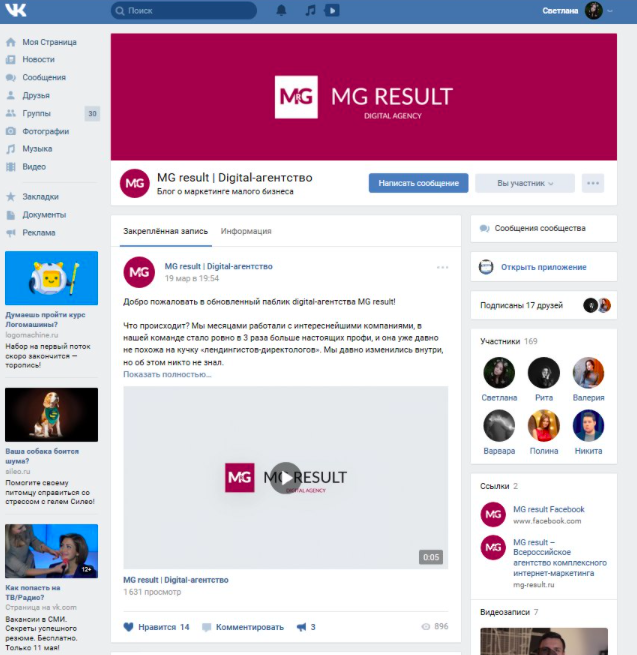 Поиск
Светлана
Моя Страница
Новости
Сообщения
Друзья
Группы 30
Фотографии
Музыка
Видео
Закладки
Документы
Реклама
Думаешь пройти курс
Логомашины?
logomachine.ru
Набор на первый поток
скоро закончится —
торопись!
Ваша собака боится
шума?
sileo.ru
Помогите своему
питомцу справиться со
стрессом с гелем Силео!
12+
Как попасть на
ТВ/Радио?
Страница на vk.com
Вакансии в СМИ.
Секреты успешного
резюме. Бесплатно.
Только 11 мая!
MG MG RESULT
DIGITAL AGENCY
MG
MG result | Digital-агентство
Блог о маркетинге малого бизнеса
Написать сообщение
Вы участник
Закреплённая запись Информация
MG
MG result | Digital-агентство
19 мар в 19:54
Добро пожаловать в обновленный паблик digital-агентства MG result!
Что происходит? Мы месяцами работали с интереснейшими компаниями, в
нашей команде стало ровно в 3 раза больше настоящих профи, и она уже давно
не похожа на кучку «лендингистов-директологов». Мы давно изменились внутри,
но об этом никто не знал.
Показать полностью…
MG MG RESULT
DIGITAL AGENCY
0:05
MG result | Digital-агентство
1 631 просмотр
Нравится 14 Комментировать 3 896
Сообщения сообщества
Открыть приложение
Подписаны 17 друзей
Участники 169
Светлана Рита Валерия
Варвара Полина Никита
Ссылки 2
MG
MG result Facebook
www.facebook.com
MG
MG result –
Всероссийское
агентство комплексного
интернет-маркетинга
mg-result.ru
Видеозаписи 7